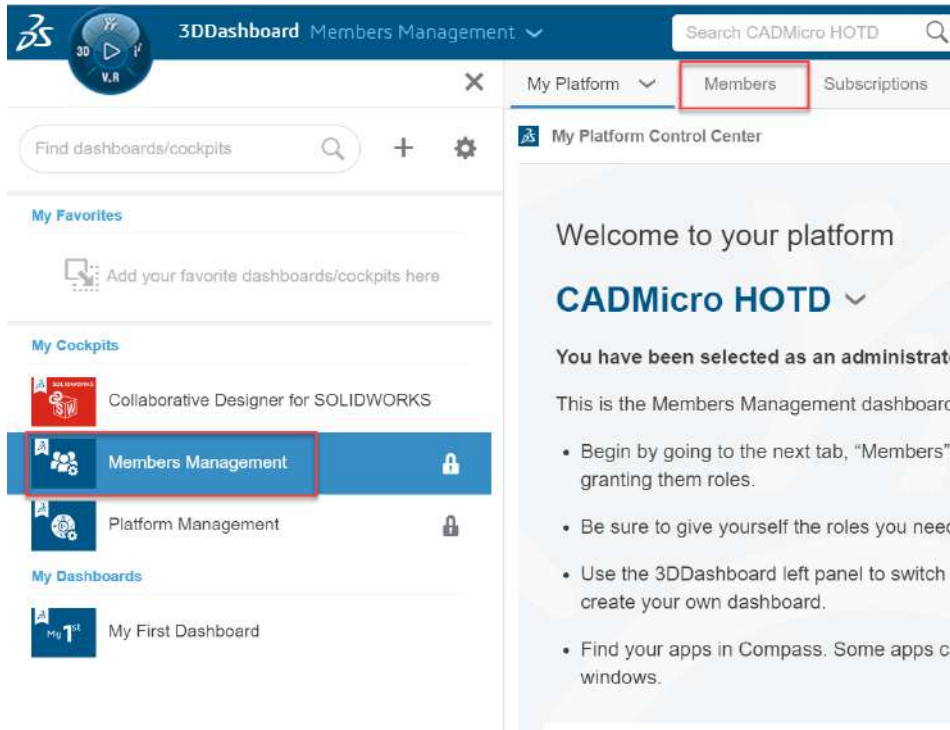 3DDashboard Members Management
Search CADMicro HOTD
3D
V.R
My Platform
Members
Subscriptions
Find dashboards/cockpits
My Platform Control Center
My Favorites
Add your favorite dashboards/cockpits here
My Cockpits
SOLIDWORKS
SW
Collaborative Designer for SOLIDWORKS
Members Management
Platform Management
My Dashboards
My 1st
My First Dashboard
Welcome to your platform
CADMicro HOTD
You have been selected as an administrat
This is the Members Management dashboard
• Begin by going to the next tab, “Members”
granting them roles.
• Be sure to give yourself the roles you need
• Use the 3DDashboard left panel to switch
create your own dashboard.
• Find your apps in Compass. Some apps c
windows.